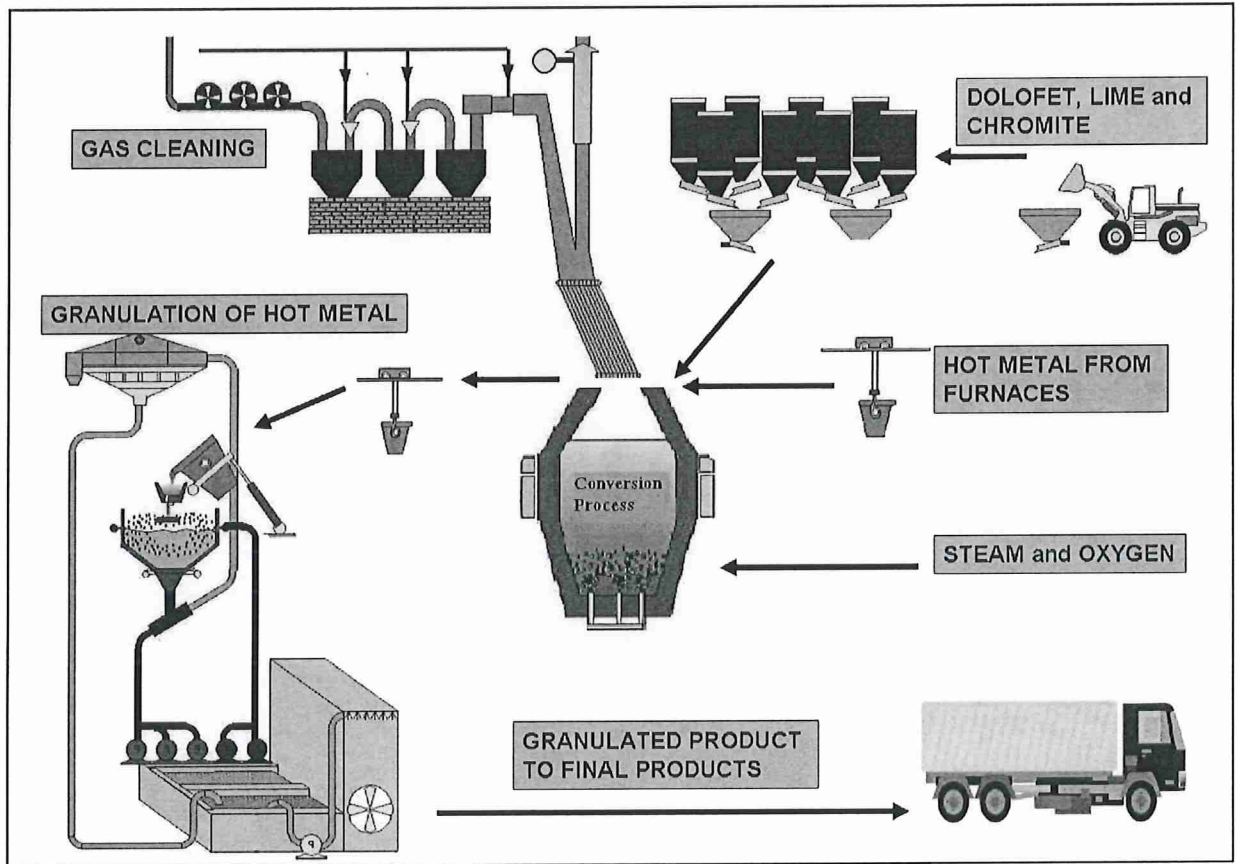 GAS CLEANING
DOLOFET, LIME and
CHROMITE
GRANULATION OF HOT METAL
HOT METAL FROM
FURNACES
Conversion
Process
STEAM and OXYGEN
GRANULATED PRODUCT
TO FINAL PRODUCTS